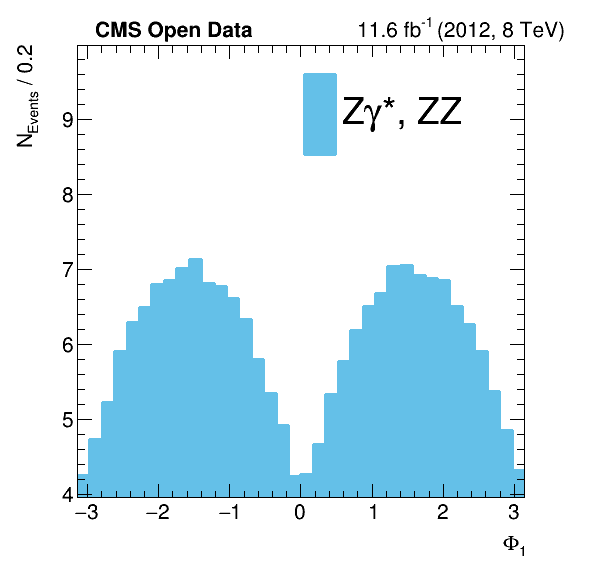 CMS Open Data 11.6 fb⁻¹ (2012, 8 TeV)
N_Events / 0.2
Zγ*, ZZ
9
8
7
6
5
4
−3 −2 −1 0 1 2 3
Φ₁